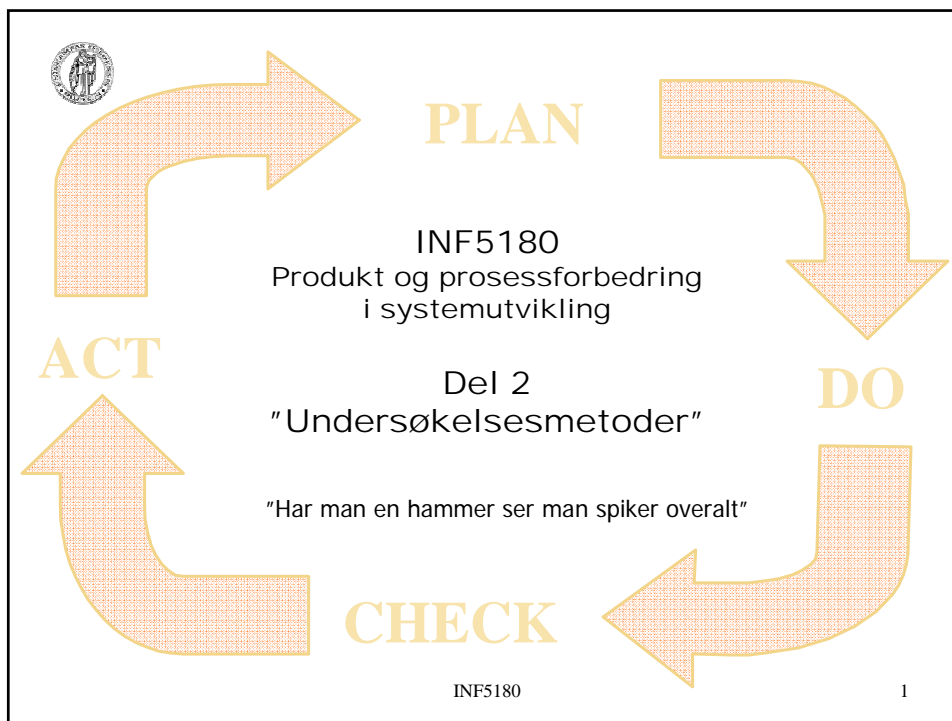 PLAN
INF5180
Produkt og prosessforbedring
i systemutvikling
ACT
DO
Del 2
"Undersøkelsesmetoder"
"Har man en hammer ser man spiker overalt"
CHECK
INF5180
1